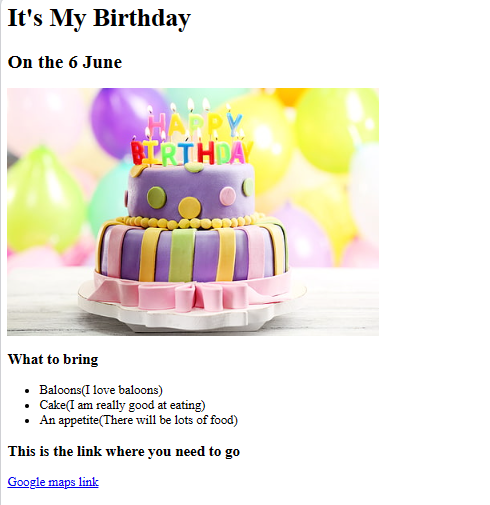 It's My Birthday
On the 6 June
HAPPY
BIRTHDAY
What to bring
Baloons(I love baloons)
Cake(I am really good at eating)
An appetite(There will be lots of food)
This is the link where you need to go
Google maps link